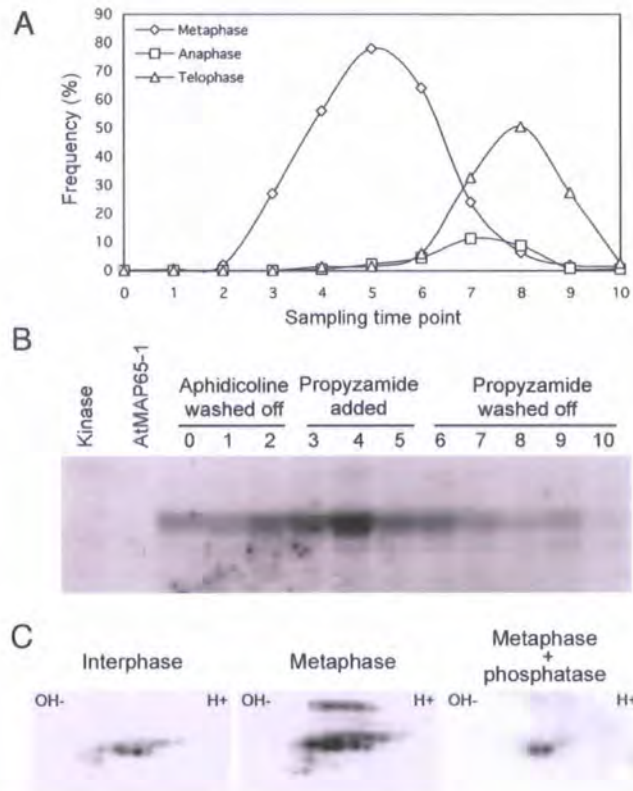 A
90
80
70
60
50
40
30
20
10
0
Frequency (%)
Metaphase
Anaphase
Telophase
0 1 2 3 4 5 6 7 8 9 10
Sampling time point
B
Kinase
AtMAP65-1
Aphidicoline washed off
Propyzamide added
Propyzamide washed off
0 1 2 3 4 5 6 7 8 9 10
C
Interphase
Metaphase
Metaphase
+
phosphatase
OH- H+
OH- H+
OH- H+